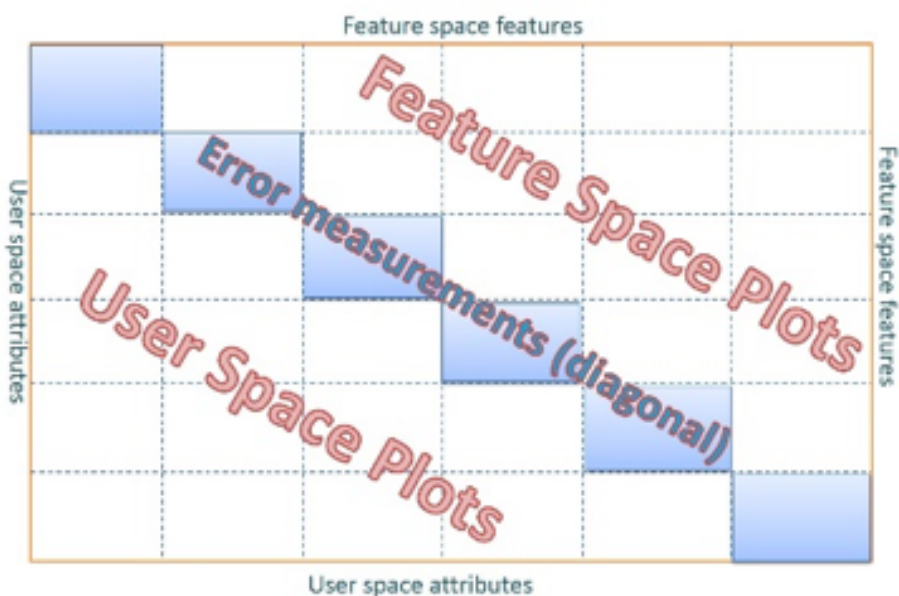 Feature space features
Feature Space Plots
Error measurements (diagonal)
User Space Plots
User space attributes
Feature space features
User space attributes